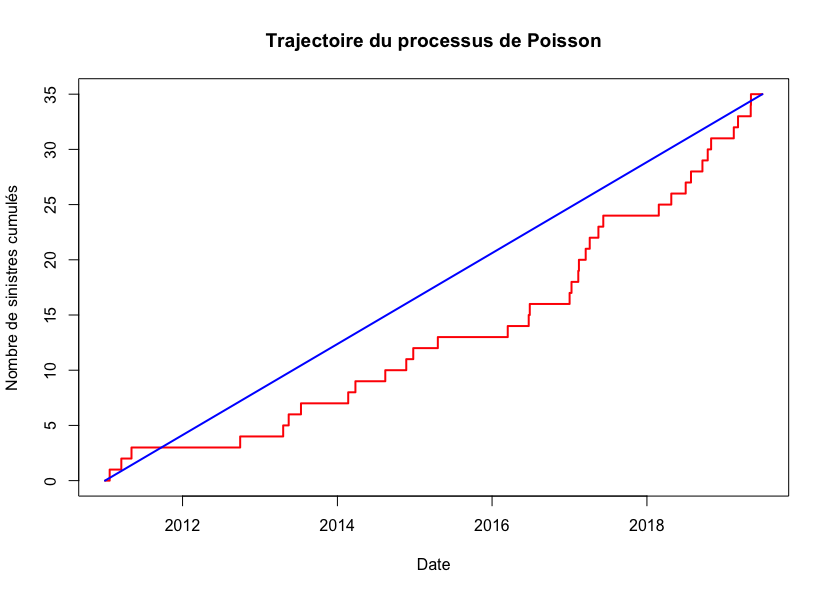 Trajectoire du processus de Poisson
Nombre de sinistres cumulés
35
30
25
20
15
10
5
0
2012 2014 2016 2018
Date